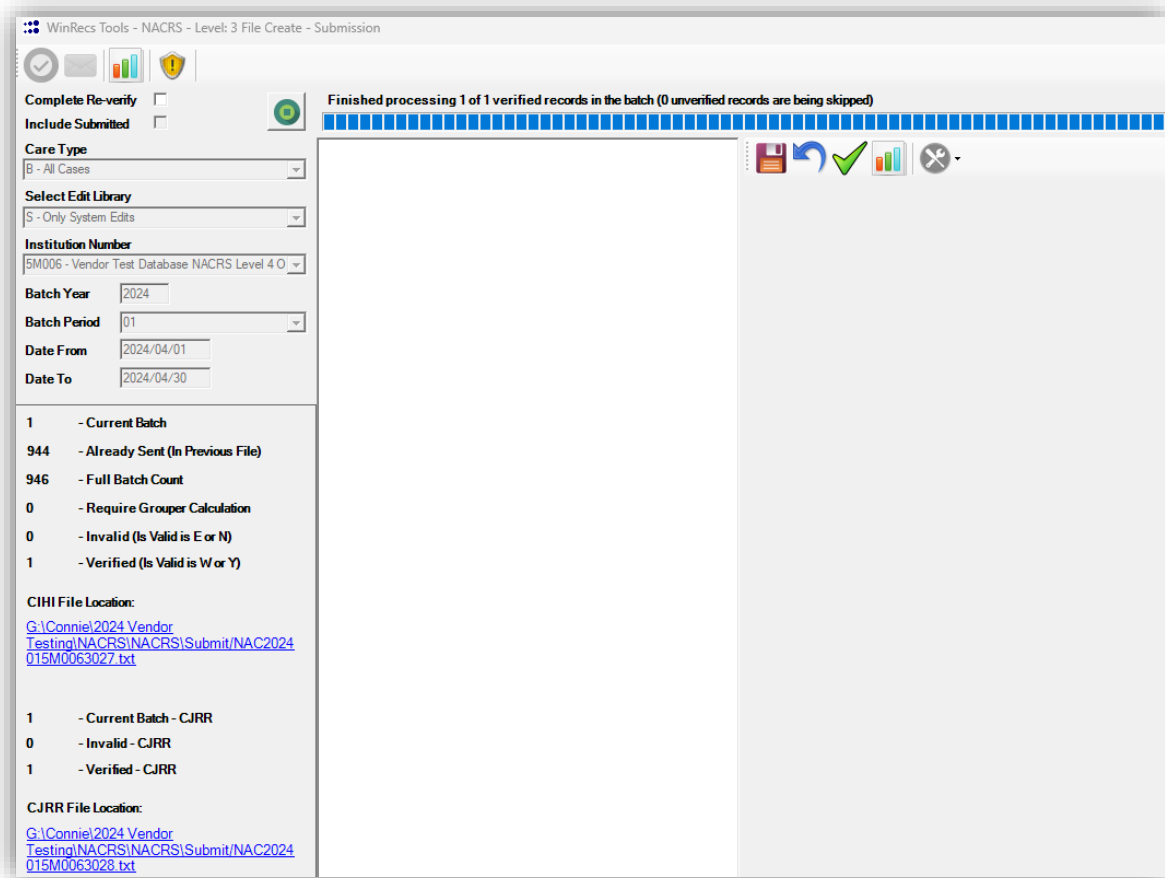 WinRecs Tools - NACRS - Level: 3 File Create - Submission
Complete Re-verify
Include Submitted
Finished processing 1 of 1 verified records in the batch (0 unverified records are being skipped)
Care Type
B - All Cases
Select Edit Library
S - Only System Edits
Institution Number
5M006 - Vendor Test Database NACRS Level 4 O
Batch Year 2024
Batch Period 01
Date From 2024/04/01
Date To 2024/04/30
1 - Current Batch
944 - Already Sent (In Previous File)
946 - Full Batch Count
0 - Require Grouper Calculation
0 - Invalid (Is Valid is E or N)
1 - Verified (Is Valid is W or Y)
CIHI File Location:
G:\Connie\2024 Vendor
Testing\NACRS\NACRS\Submit/NAC2024
015M0063027.txt
1 - Current Batch - CJRR
0 - Invalid - CJRR
1 - Verified - CJRR
CJRR File Location:
G:\Connie\2024 Vendor
Testing\NACRS\NACRS\Submit/NAC2024
015M0063028.txt